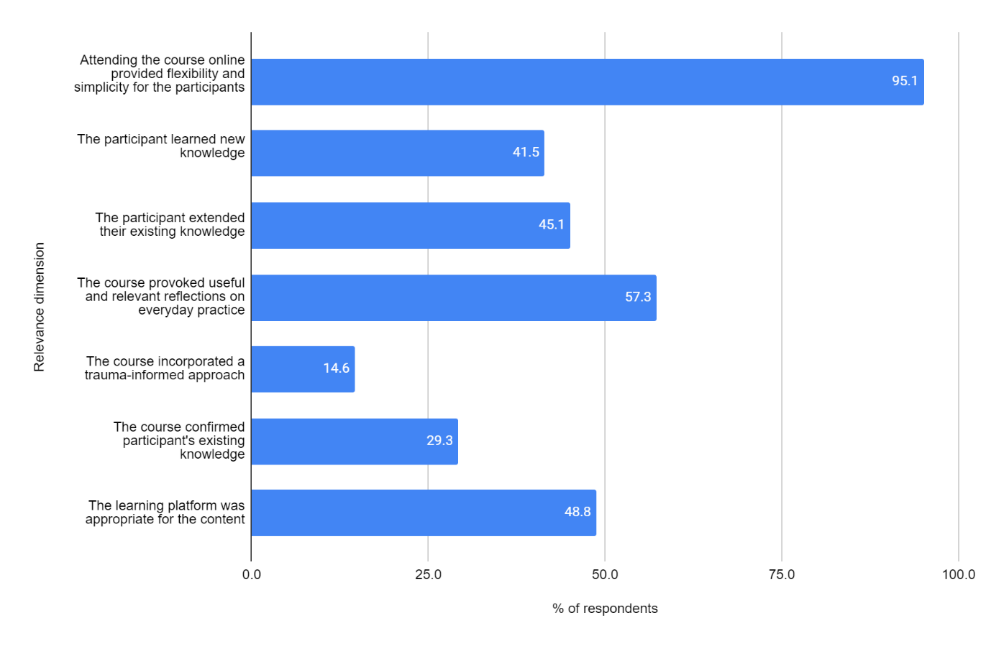 Attending the course online
provided flexibility and
simplicity for the participants
95.1
The participant learned new
knowledge
41.5
The participant extended
their existing knowledge
45.1
The course provoked useful
and relevant reflections on
everyday practice
57.3
The course incorporated a
trauma-informed approach
14.6
The course confirmed
participant's existing
knowledge
29.3
The learning platform was
appropriate for the content
48.8
Relevance dimension
0.0 25.0 50.0 75.0 100.0
% of respondents